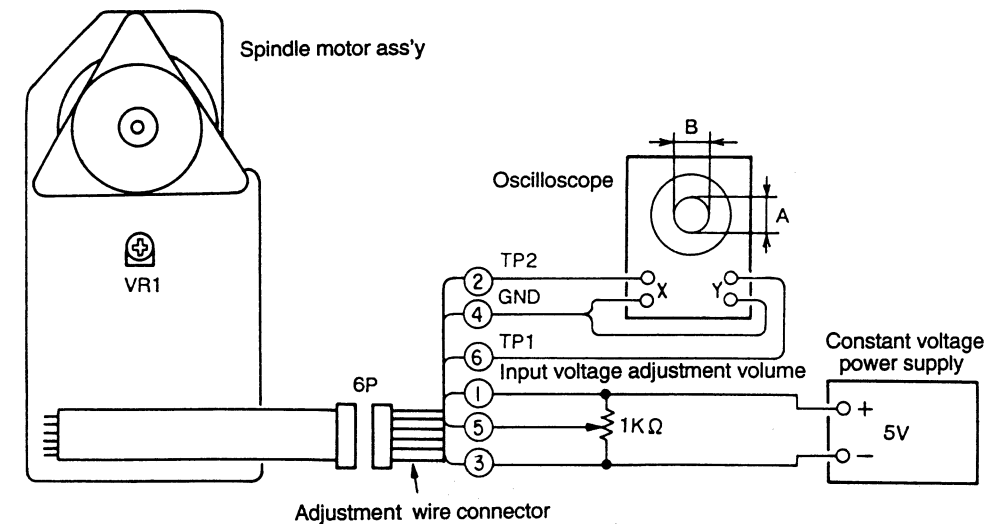 Spindle motor ass'y
B
Oscilloscope
A
VR1
2 TP2
X
Y
4 GND
6 TP1
Input voltage adjustment volume
Constant voltage
power supply
6P
1
+
5
1KΩ
5V
3
−
Adjustment wire connector